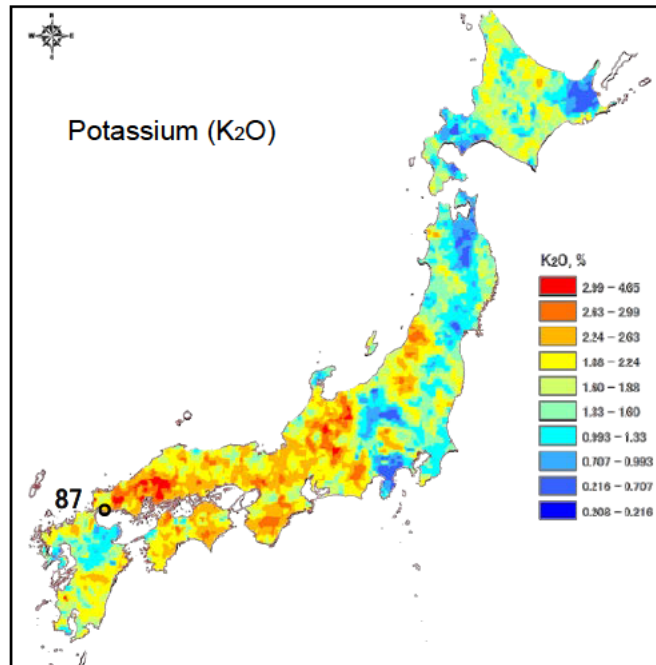 N
W E
S
Potassium (K₂O)
K₂O, %
2.99 – 4.65
2.63 – 2.99
2.24 – 2.63
1.88 – 2.24
1.60 – 1.88
1.33 – 1.60
0.993 – 1.33
0.707 – 0.993
0.216 – 0.707
0.208 – 0.216
87